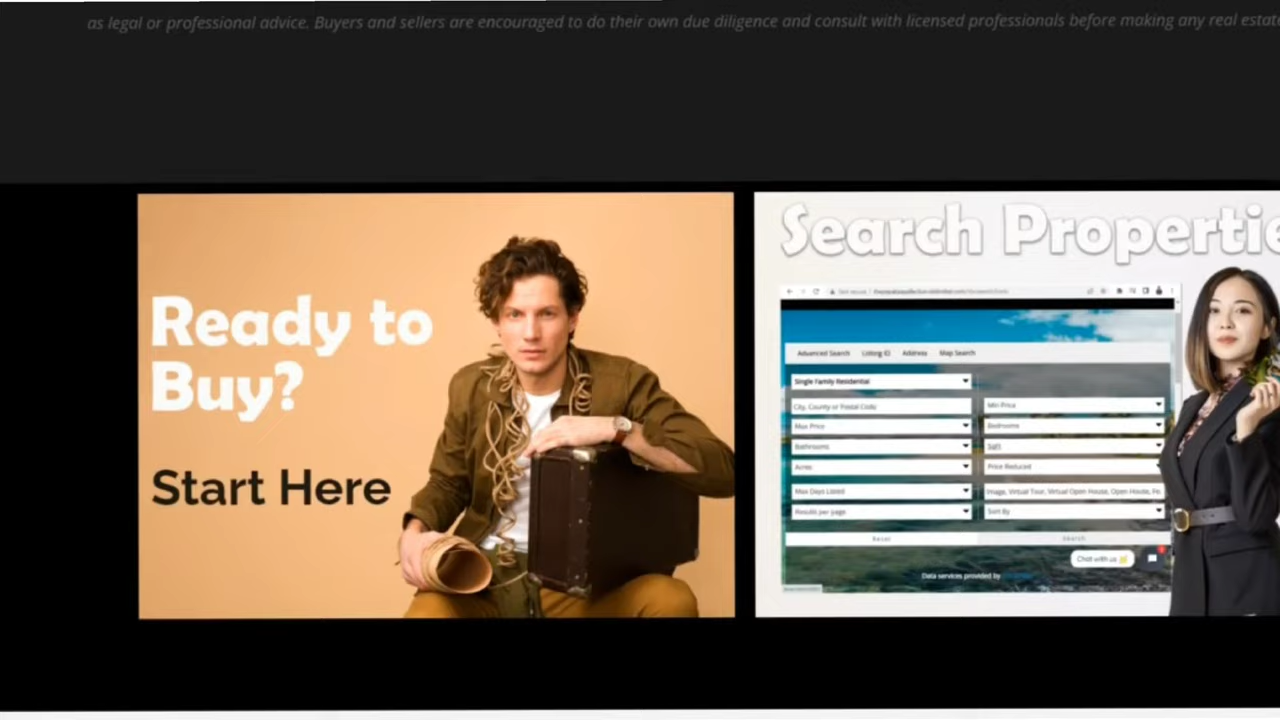 as legal or professional advice. Buyers and sellers are encouraged to do their own due diligence and consult with licensed professionals before making any real estate
Ready to
Buy?
Start Here
Search Propertie
Advanced Search Listing ID Address Map Search
Single Family Residential
City, County or Postal Code Min Price
Max Price Bedrooms
Bathrooms Sqft
Acres Price Reduced
Max Days Listed Image, Virtual Tour, Virtual Open House, Open House, Fo
Results per page Sort By
Reset Search
Chat with us
Data services provided by